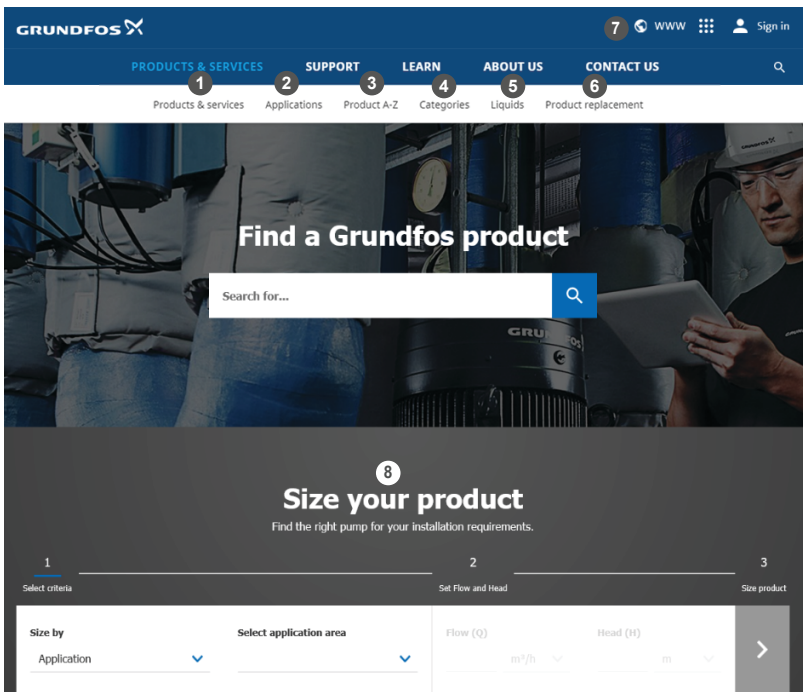 GRUNDFOS
7 WWW Sign in
PRODUCTS & SERVICES SUPPORT LEARN ABOUT US CONTACT US
1 2 3 4 5 6
Products & services Applications Product A-Z Categories Liquids Product replacement
GRUNDFOS
Find a Grundfos product
Search for...
GRUNDFOS
8
Size your product
Find the right pump for your installation requirements.
1 2 3
Select criteria Set Flow and Head Size product
Size by Select application area Flow (Q) Head (H)
Application m³/h m